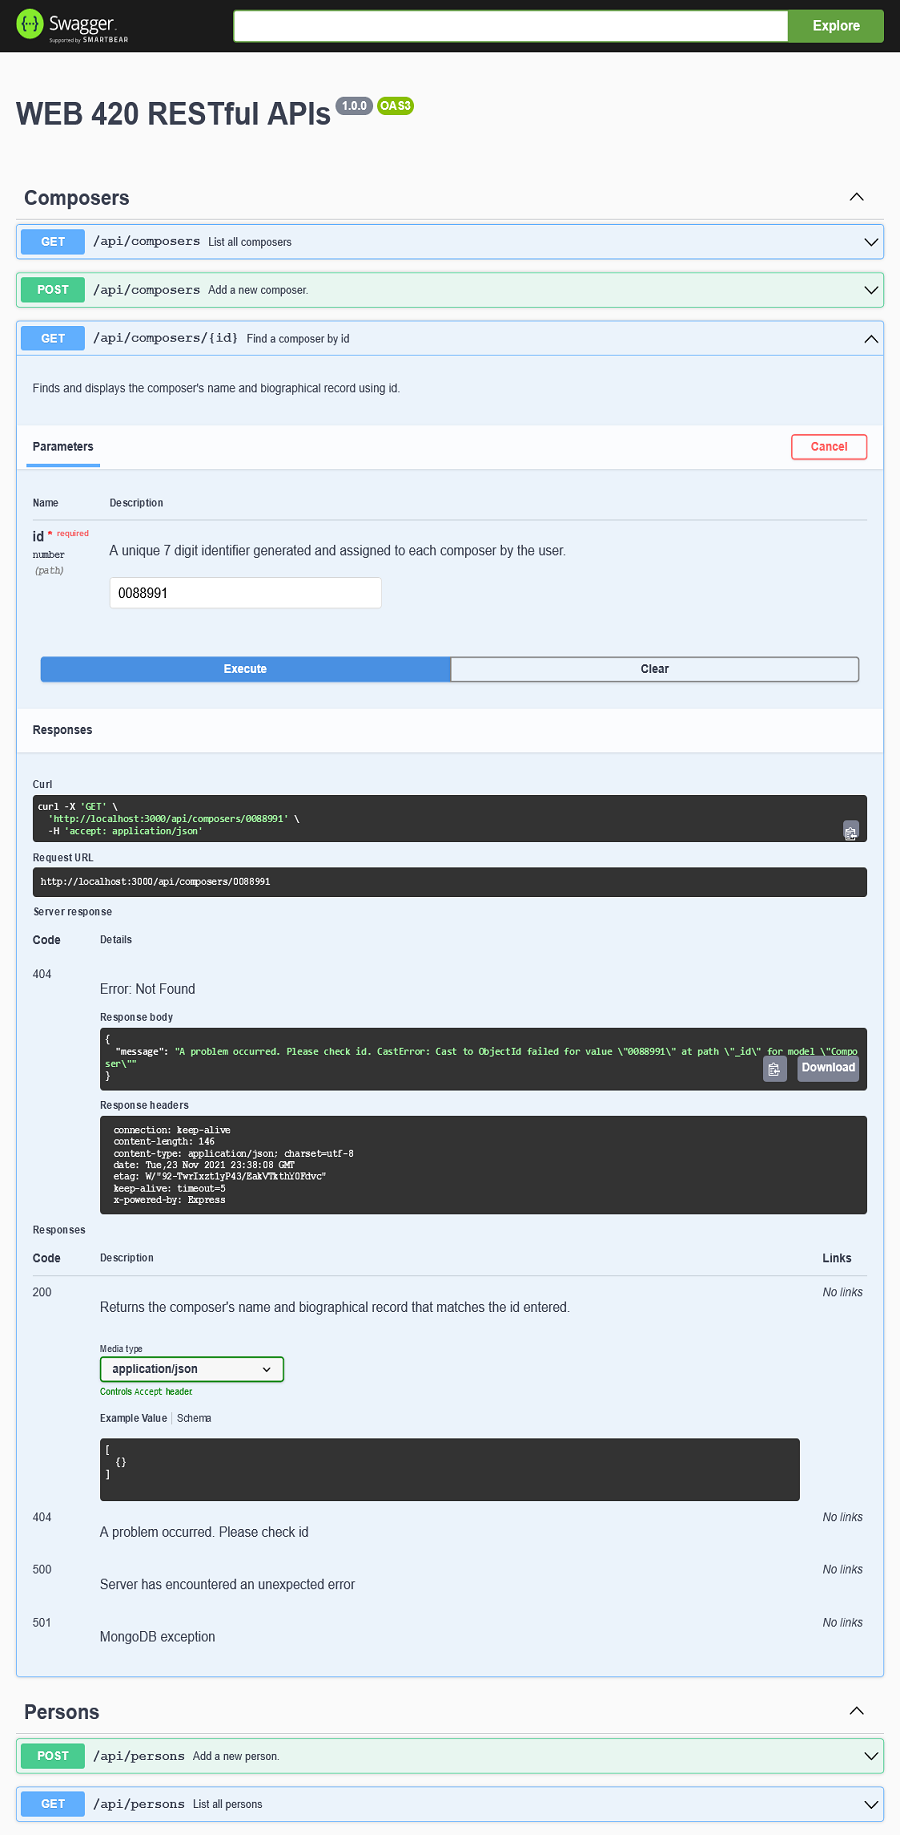 Swagger.
Supported by SMARTBEAR
Explore
WEB 420 RESTful APIs 1.0.0 OAS3
Composers
GET /api/composers List all composers
POST /api/composers Add a new composer.
GET /api/composers/{id} Find a composer by id
Finds and displays the composer's name and biographical record using id.
Parameters
Cancel
Name Description
id * required
number
(path)
A unique 7 digit identifier generated and assigned to each composer by the user.
0088991
Execute Clear
Responses
Curl
curl -X 'GET' \
'http://localhost:3000/api/composers/0088991' \
-H 'accept: application/json'
Request URL
http://localhost:3000/api/composers/0088991
Server response
Code Details
404
Error: Not Found
Response body
{
"message": "A problem occurred. Please check id. CastError: Cast to ObjectId failed for value \"0088991\" at path \"_id\" for model \"Compo
ser\""
}
Download
Response headers
connection: keep-alive
content-length: 146
content-type: application/json; charset=utf-8
date: Tue,23 Nov 2021 23:38:08 GMT
etag: W/"92-TwrIxzt1yP43/EakVTkthY0Fdvc"
keep-alive: timeout=5
x-powered-by: Express
Responses
Code Description Links
200 No links
Returns the composer's name and biographical record that matches the id entered.
Media type
application/json
Controls Accept header.
Example Value Schema
[
{}
]
404 No links
A problem occurred. Please check id
500 No links
Server has encountered an unexpected error
501 No links
MongoDB exception
Persons
POST /api/persons Add a new person.
GET /api/persons List all persons